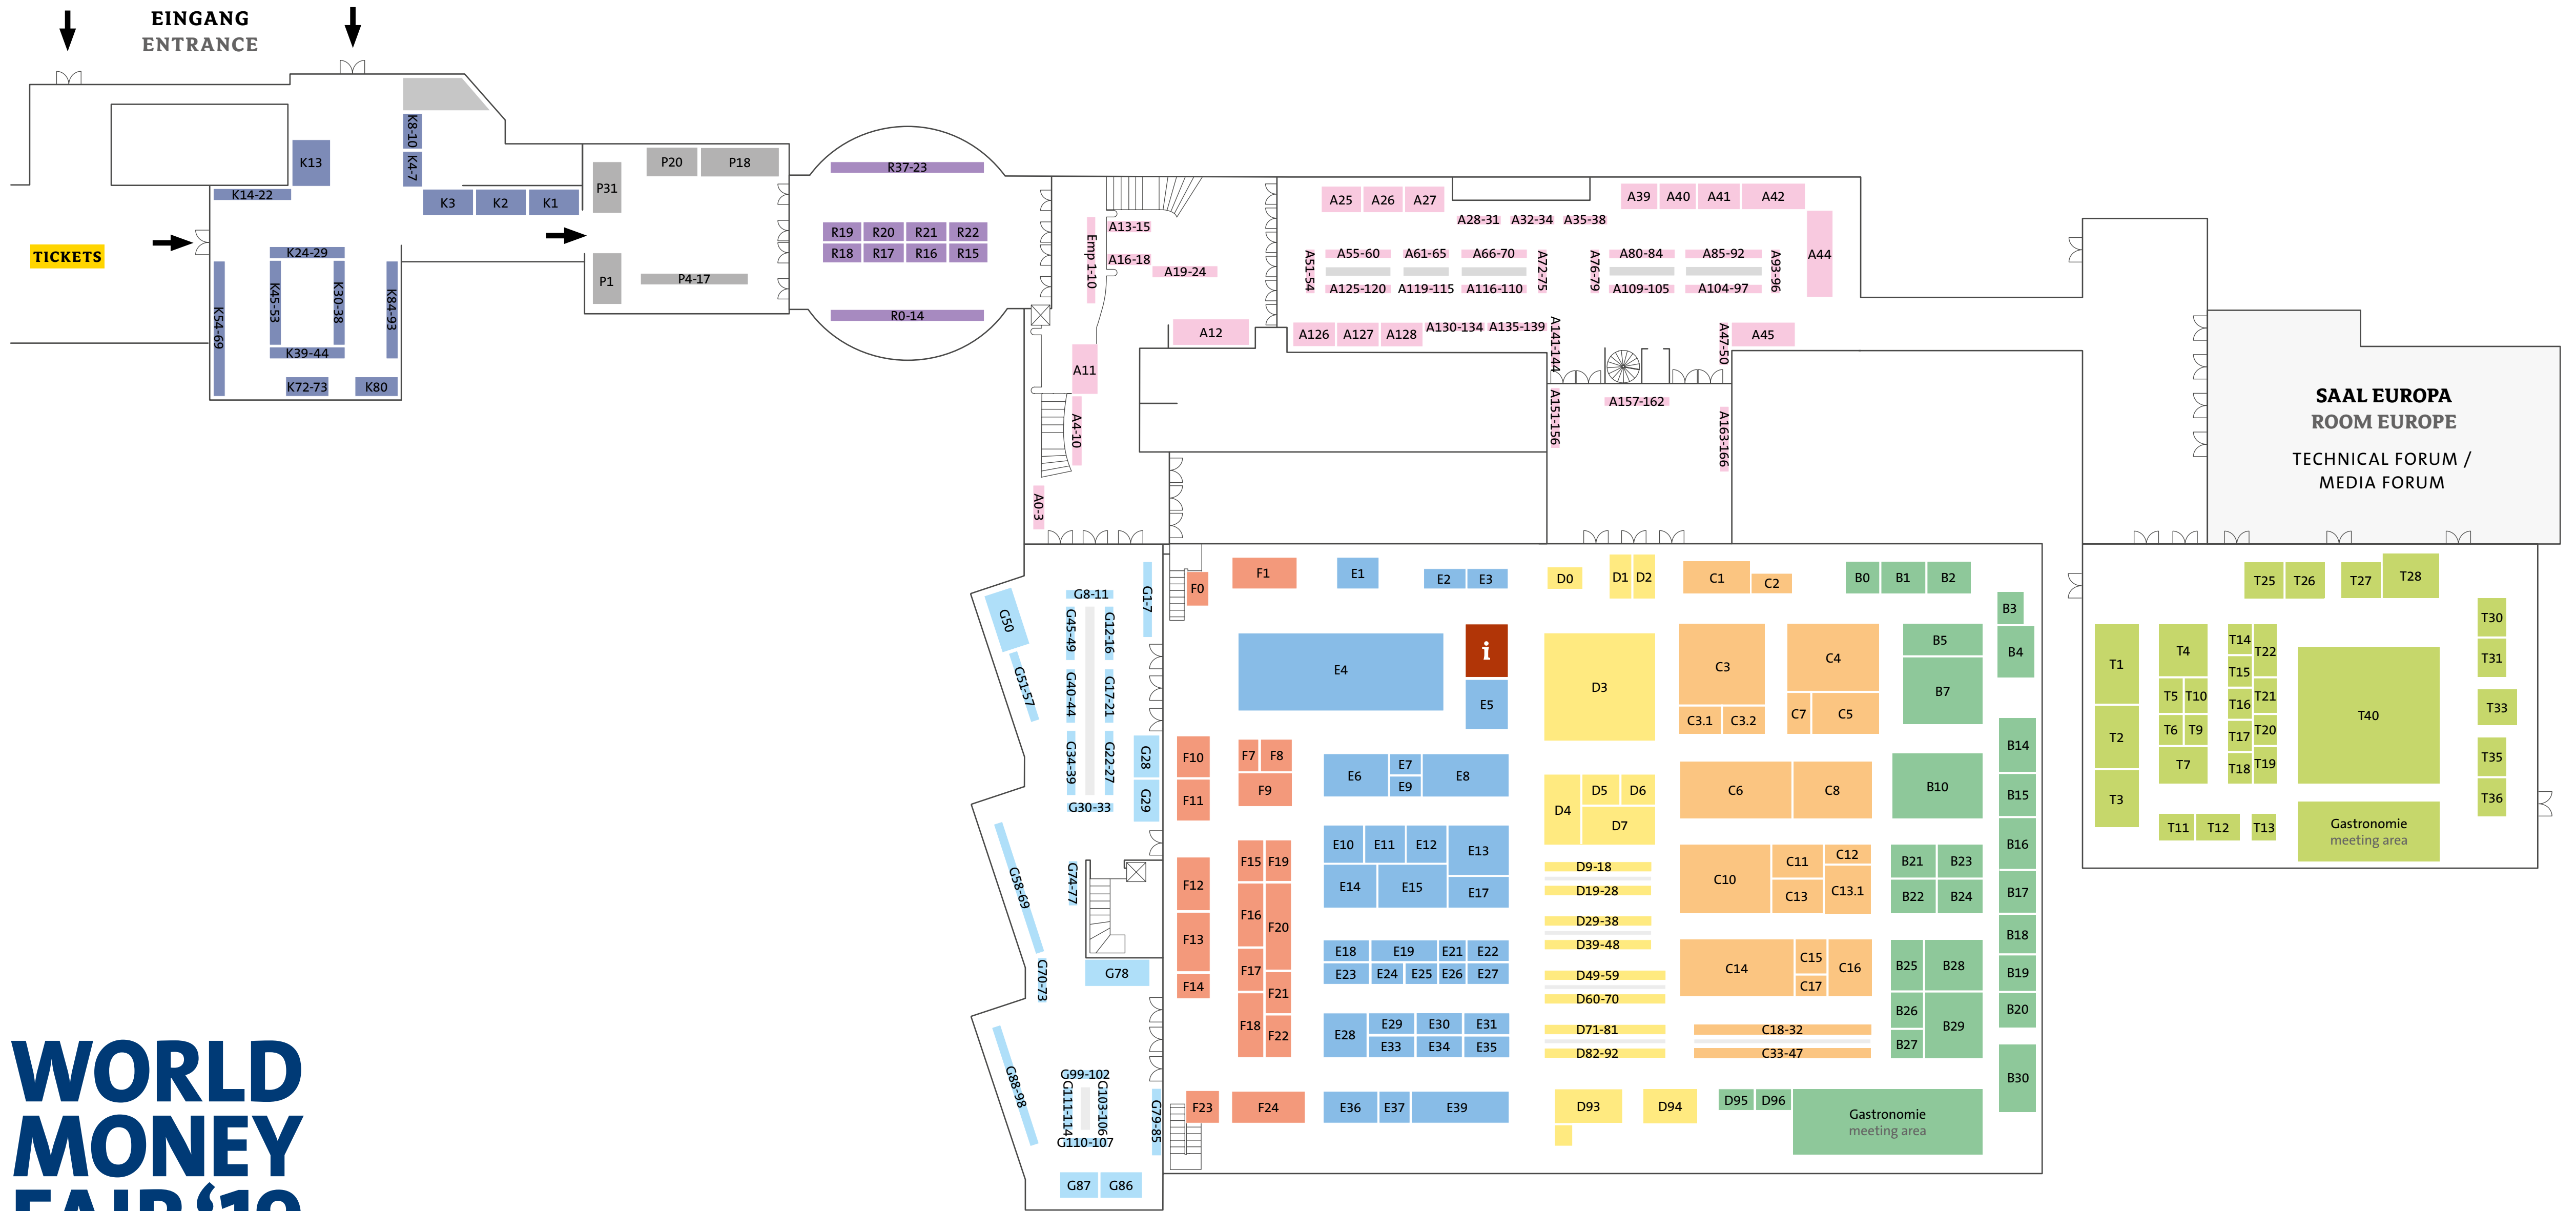 EINGANG
ENTRANCE
TICKETS
K8-10
K4-7
K13
K14-22
K3
K2
K1
K24-29
K45-53
K30-38
K84-93
K54-69
K39-44
K72-73
K80
P31
P20
P18
P1
P4-17
R37-23
R19
R20
R21
R22
R18
R17
R16
R15
R0-14
Emp 1-10
A13-15
A16-18
A19-24
A12
A11
A4-10
A0-3
A25
A26
A27
A28-31
A32-34
A35-38
A39
A40
A41
A42
A44
A51-54
A55-60
A61-65
A66-70
A72-75
A76-79
A80-84
A85-92
A93-96
A125-120
A119-115
A116-110
A109-105
A104-97
A126
A127
A128
A130-134
A135-139
A141-144
A47-50
A45
A151-156
A157-162
A163-166
SAAL EUROPA
ROOM EUROPE
TECHNICAL FORUM /
MEDIA FORUM
G50
G51-57
G8-11
G1-7
G45-49
G12-16
G40-44
G17-21
G34-39
G22-27
G28
G29
G30-33
G58-69
G74-77
G70-73
G78
G88-98
G99-102
G111-114
G103-106
G110-107
G79-85
G87
G86
F0
F1
F10
F11
F7
F8
F9
F12
F13
F14
F15
F19
F16
F20
F17
F21
F18
F22
F23
F24
E1
E2
E3
E4
i
E5
E6
E7
E9
E8
E10
E11
E12
E13
E14
E15
E17
E18
E19
E21
E22
E23
E24
E25
E26
E27
E28
E29
E30
E31
E33
E34
E35
E36
E37
E39
D0
D1
D2
D3
D4
D5
D6
D7
D9-18
D19-28
D29-38
D39-48
D49-59
D60-70
D71-81
D82-92
D93
D94
D95
D96
C1
C2
C3
C3.1
C3.2
C4
C7
C5
C6
C8
C10
C11
C12
C13
C13.1
C14
C15
C16
C17
C18-32
C33-47
B0
B1
B2
B3
B4
B5
B7
B10
B14
B15
B16
B17
B18
B19
B20
B21
B23
B22
B24
B25
B28
B26
B27
B29
B30
Gastronomie
meeting area
T1
T2
T3
T4
T5
T10
T6
T9
T7
T11
T12
T13
T14
T15
T16
T17
T18
T22
T21
T20
T19
T25
T26
T27
T28
T30
T31
T33
T35
T36
T40
Gastronomie
meeting area
WORLD
MONEY
FAIR '19